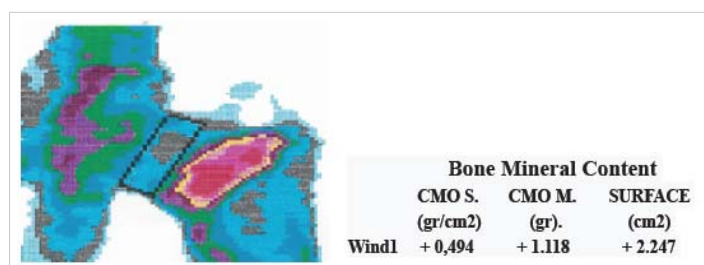 Bone Mineral Content
CMO S. CMO M. SURFACE
(gr/cm2) (gr). (cm2)
Wind1 + 0,494 + 1.118 + 2.247